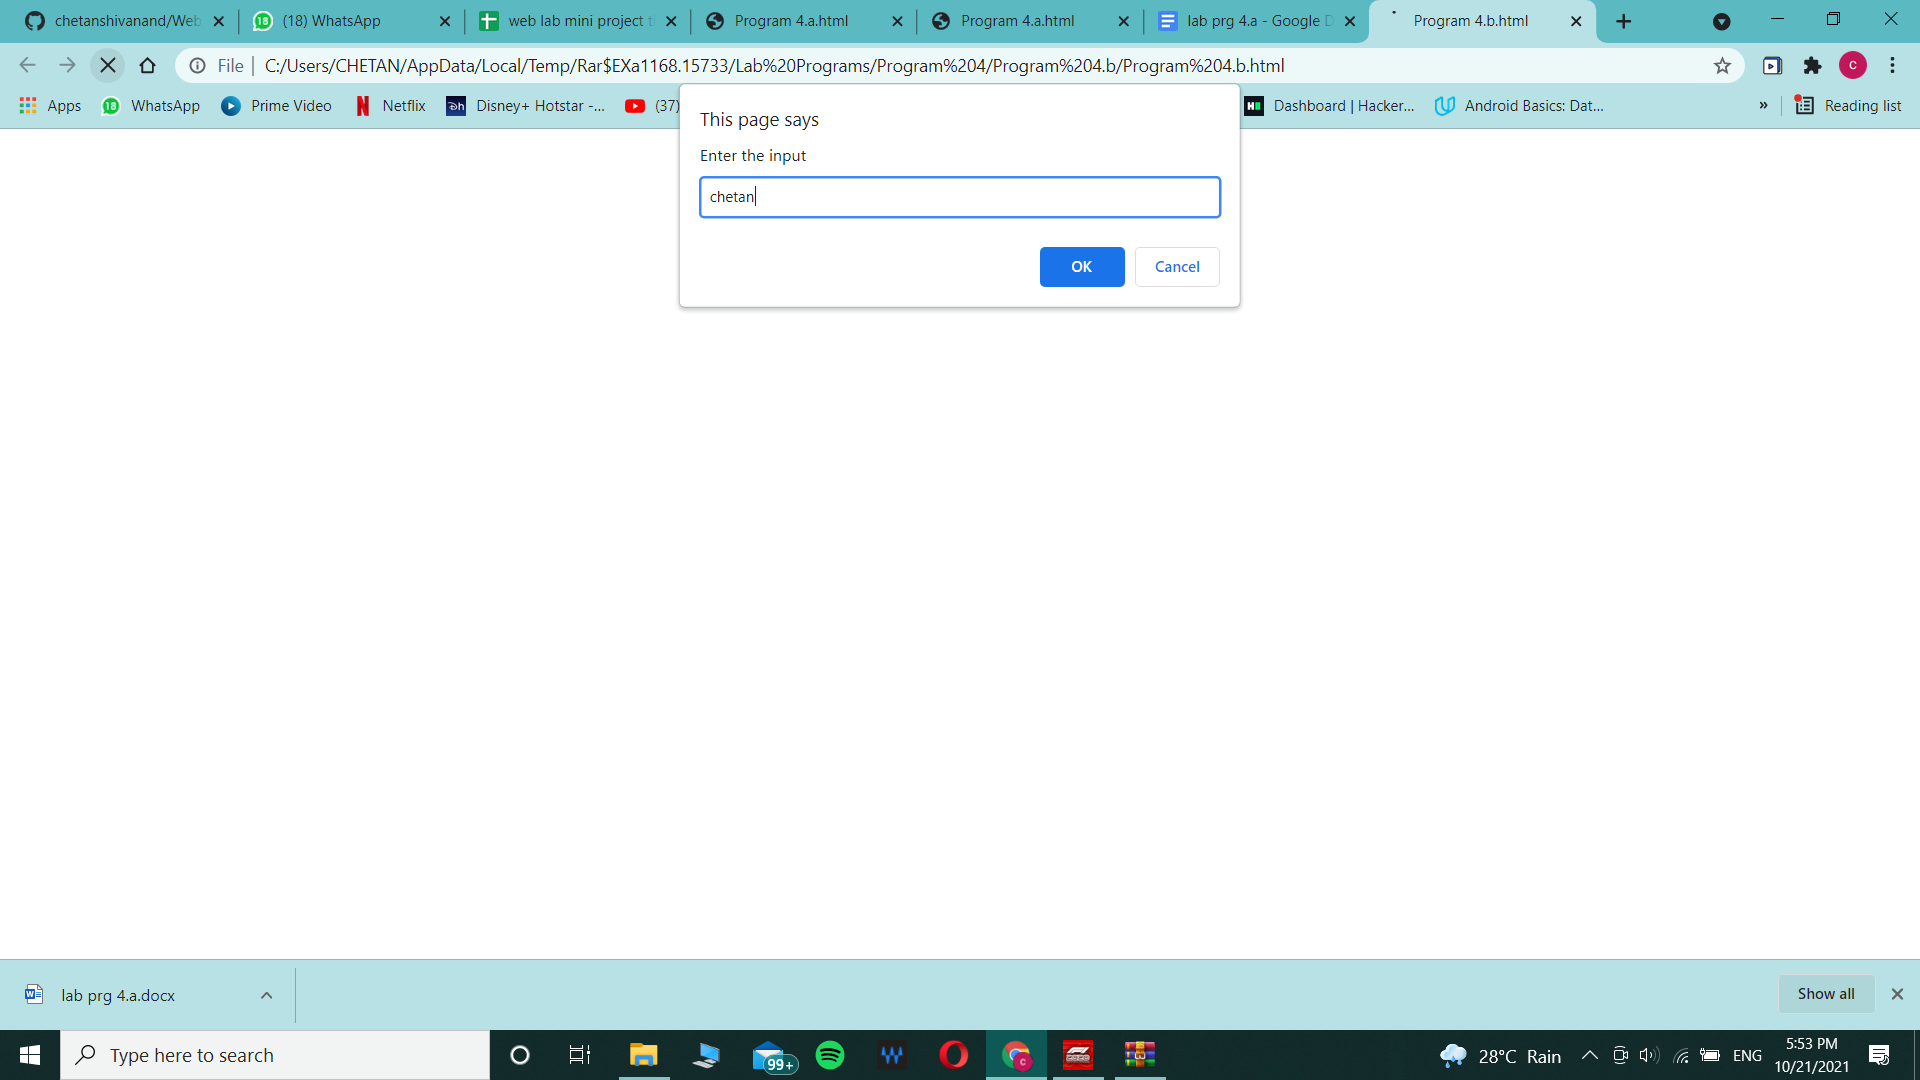 chetanshivanand/Web
(18) WhatsApp
web lab mini project t
Program 4.a.html
Program 4.a.html
lab prg 4.a - Google D
Program 4.b.html
File
C:/Users/CHETAN/AppData/Local/Temp/Rar$EXa1168.15733/Lab%20Programs/Program%204/Program%204.b/Program%204.b.html
C
Apps
18
WhatsApp
Prime Video
Netflix
Disney+ Hotstar -...
(37)
Dashboard | Hacker...
Android Basics: Dat...
»
Reading list
This page says
Enter the input
chetan
OK
Cancel
lab prg 4.a.docx
Show all
Type here to search
99+
28°C Rain
ENG
5:53 PM
10/21/2021